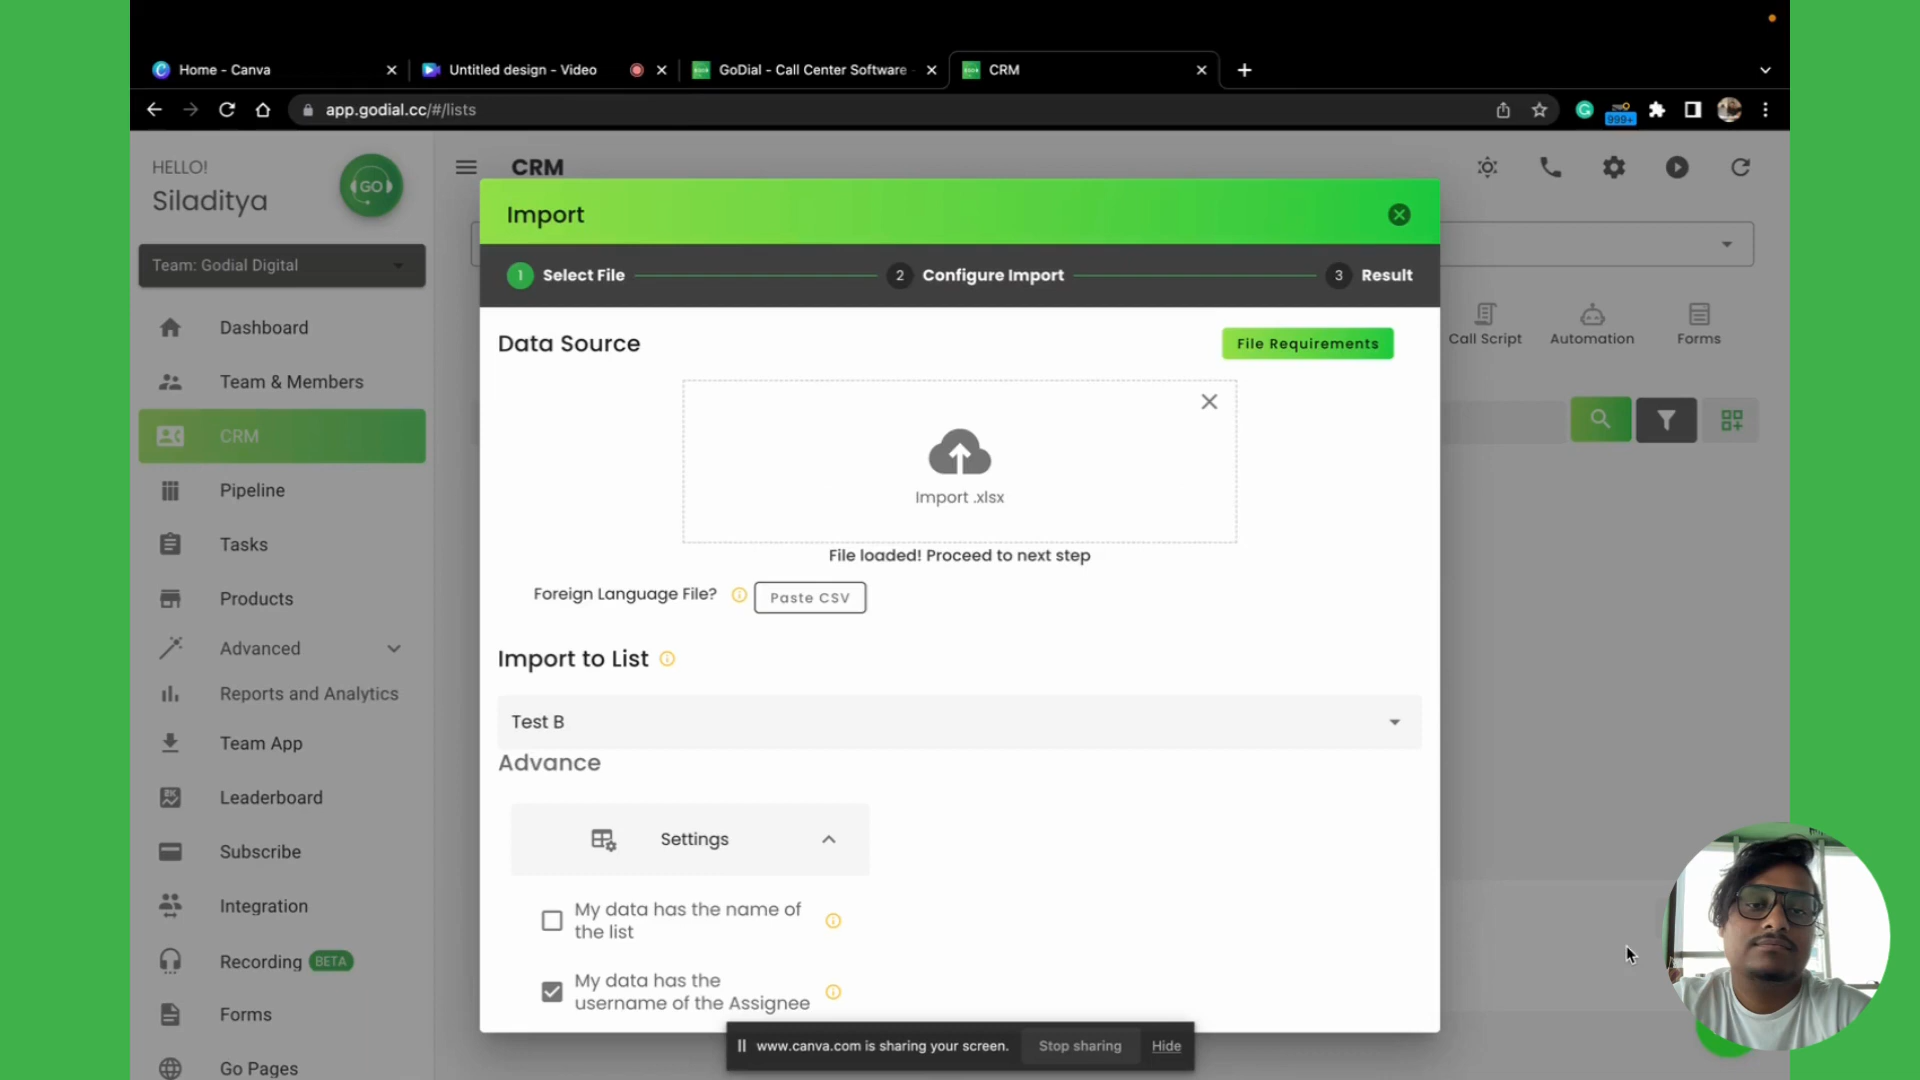 Home - Canva
Untitled design - Video
GoDial - Call Center Software
CRM
app.godial.cc/#/lists
999+
HELLO!
Siladitya
GO
Team: Godial Digital
Dashboard
Team & Members
CRM
Pipeline
Tasks
Products
Advanced
Reports and Analytics
Team App
Leaderboard
Subscribe
Integration
Recording BETA
Forms
Go Pages
CRM
Call Script
Automation
Forms
Import
1 Select File
2 Configure Import
3 Result
Data Source
File Requirements
Import .xlsx
File loaded! Proceed to next step
Foreign Language File?
Paste CSV
Import to List
Test B
Advance
Settings
My data has the name of
the list
My data has the
username of the Assignee
www.canva.com is sharing your screen.
Stop sharing
Hide